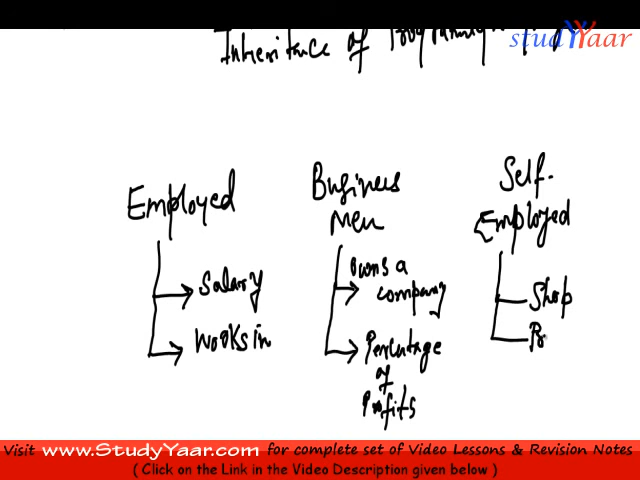 Inheritance of
studYYaar
Employed
Salary
Works in
Business
Men
Owns a
company
Percentage
of
Profits
Self-
Employed
Shop
Pr
Visit www.StudyYaar.com for complete set of Video Lessons & Revision Notes
( Click on the Link in the Video Description given below )